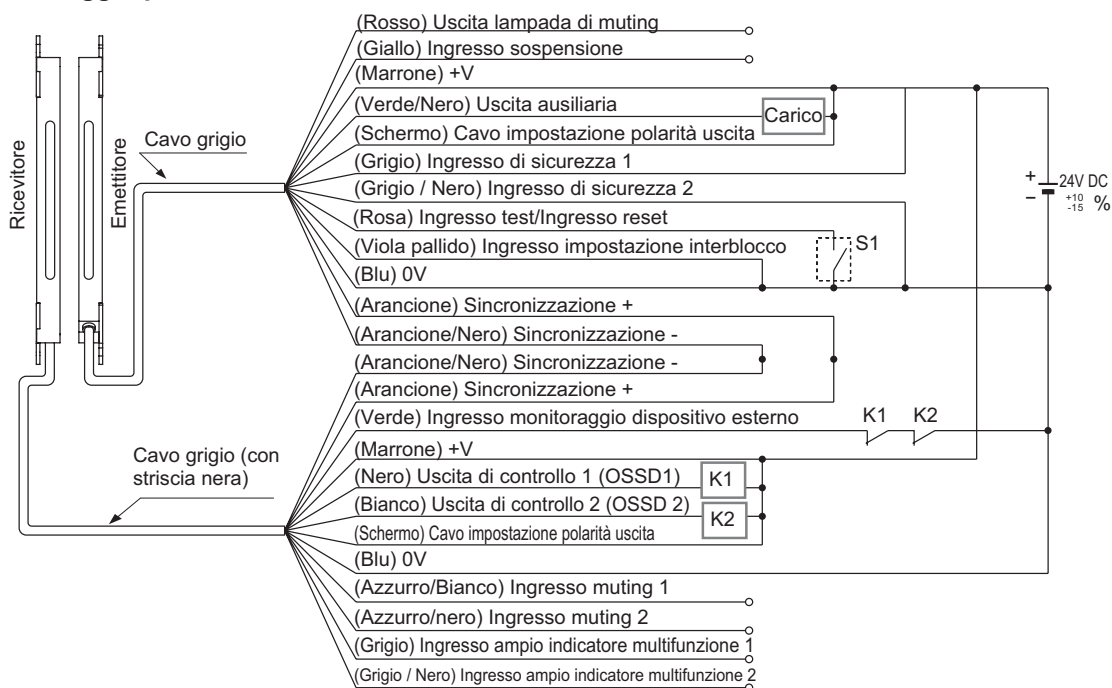 (Rosso) Uscita lampada di muting
(Giallo) Ingresso sospensione
(Marrone) +V
(Verde/Nero) Uscita ausiliaria
Carico
(Schermo) Cavo impostazione polarità uscita
(Grigio) Ingresso di sicurezza 1
(Grigio / Nero) Ingresso di sicurezza 2
(Rosa) Ingresso test/Ingresso reset
(Viola pallido) Ingresso impostazione interblocco
S1
(Blu) 0V
(Arancione) Sincronizzazione +
(Arancione/Nero) Sincronizzazione -
(Arancione/Nero) Sincronizzazione -
(Arancione) Sincronizzazione +
(Verde) Ingresso monitoraggio dispositivo esterno
K1 K2
(Marrone) +V
(Nero) Uscita di controllo 1 (OSSD1)
K1
(Bianco) Uscita di controllo 2 (OSSD 2)
K2
(Schermo) Cavo impostazione polarità uscita
(Blu) 0V
(Azzurro/Bianco) Ingresso muting 1
(Azzurro/nero) Ingresso muting 2
(Grigio) Ingresso ampio indicatore multifunzione 1
(Grigio / Nero) Ingresso ampio indicatore multifunzione 2
Ricevitore
Emettitore
Cavo grigio
Cavo grigio (con
striscia nera)
+
−
24V DC
+10
-15 %